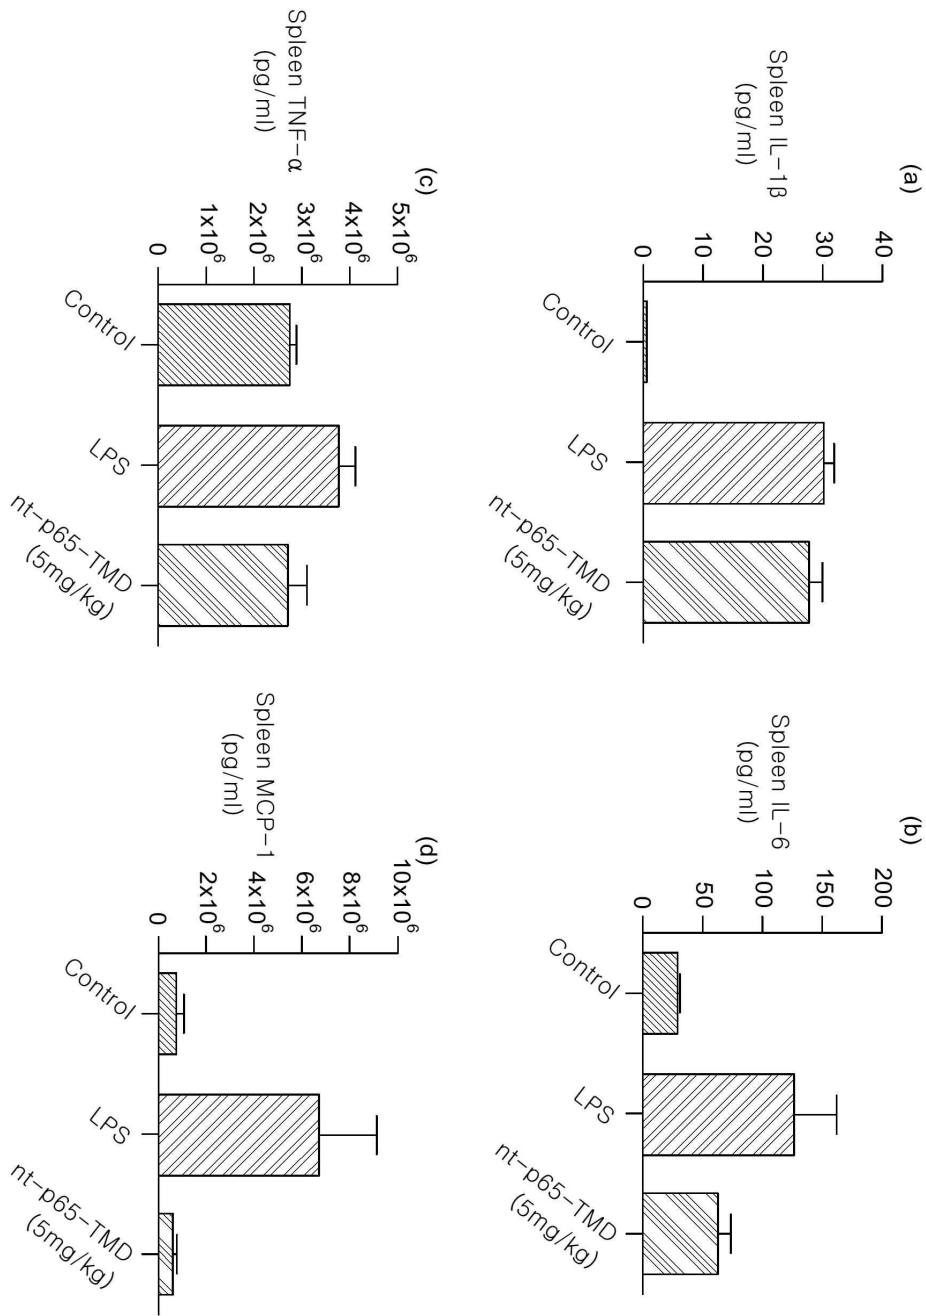 (a)
Spleen IL-1β
(pg/ml)
40
30
20
10
0
Control
LPS
nt-p65-TMD
(5mg/kg)
(b)
Spleen IL-6
(pg/ml)
200
150
100
50
0
Control
LPS
nt-p65-TMD
(5mg/kg)
(c)
Spleen TNF-α
(pg/ml)
5x10⁶
4x10⁶
3x10⁶
2x10⁶
1x10⁶
0
Control
LPS
nt-p65-TMD
(5mg/kg)
(d)
Spleen MCP-1
(pg/ml)
10x10⁶
8x10⁶
6x10⁶
4x10⁶
2x10⁶
0
Control
LPS
nt-p65-TMD
(5mg/kg)